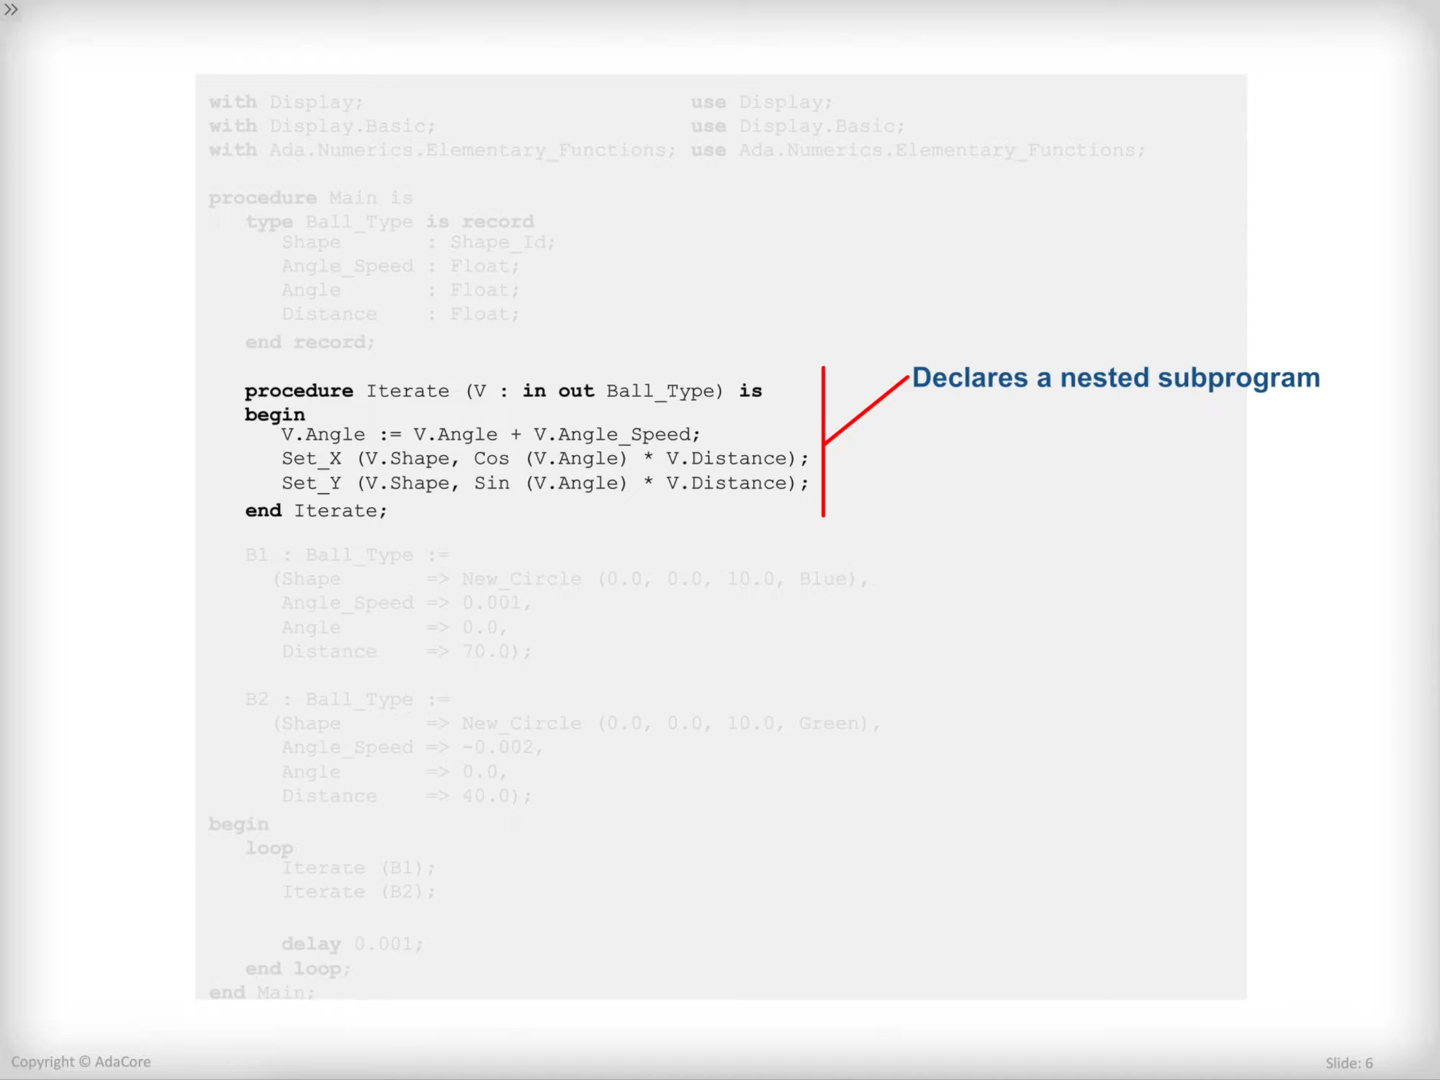 »
with Display;                           use Display;
with Display.Basic;                     use Display.Basic;
with Ada.Numerics.Elementary_Functions; use Ada.Numerics.Elementary_Functions;
procedure Main is
   type Ball_Type is record
      Shape       : Shape_Id;
      Angle_Speed : Float;
      Angle       : Float;
      Distance    : Float;
   end record;
   procedure Iterate (V : in out Ball_Type) is
Declares a nested subprogram
   begin
      V.Angle := V.Angle + V.Angle_Speed;
      Set_X (V.Shape, Cos (V.Angle) * V.Distance);
      Set_Y (V.Shape, Sin (V.Angle) * V.Distance);
   end Iterate;
   B1 : Ball_Type :=
     (Shape       => New_Circle (0.0, 0.0, 10.0, Blue),
      Angle_Speed => 0.001,
      Angle       => 0.0,
      Distance    => 70.0);
   B2 : Ball_Type :=
     (Shape       => New_Circle (0.0, 0.0, 10.0, Green),
      Angle_Speed => -0.002,
      Angle       => 0.0,
      Distance    => 40.0);
begin
   loop
      Iterate (B1);
      Iterate (B2);
      delay 0.001;
   end loop;
end Main;
Copyright © AdaCore
Slide: 6